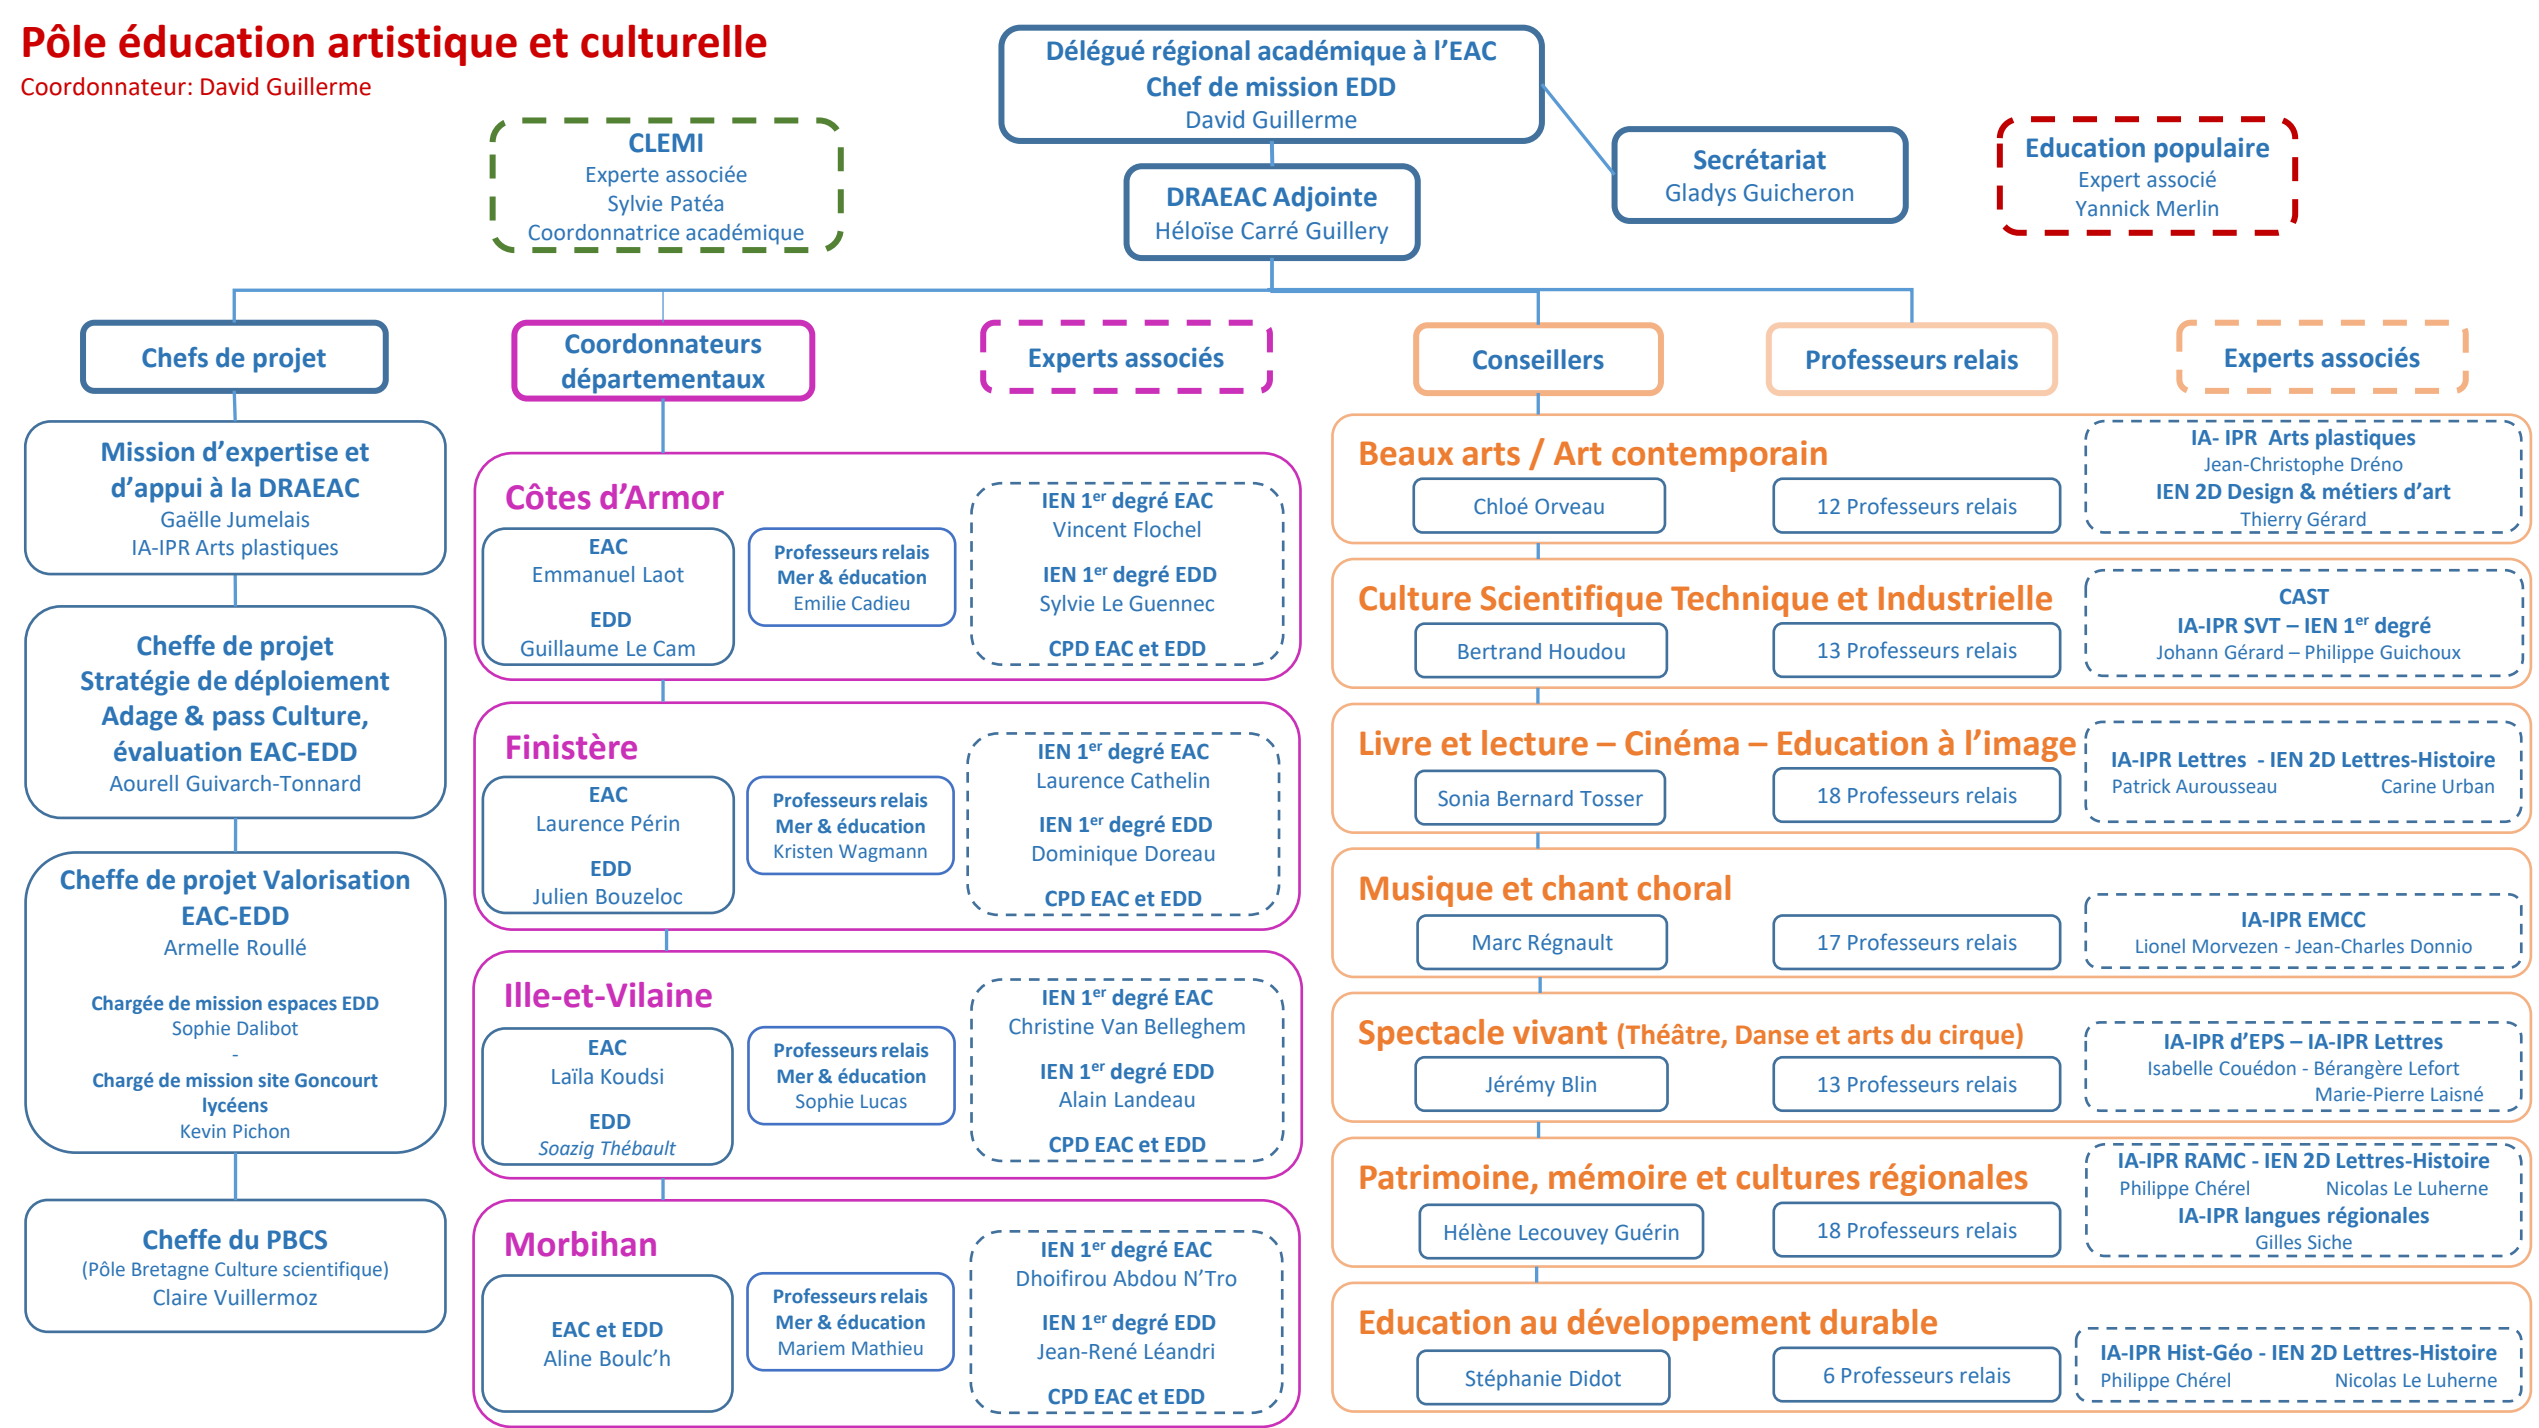 Pôle éducation artistique et culturelle
Coordonnateur: David Guillerme
Délégué régional académique à l’EAC
Chef de mission EDD
David Guillerme
CLEMI
Experte associée
Sylvie Patéa
Coordonnatrice académique
DRAEAC Adjointe
Héloïse Carré Guillery
Secrétariat
Gladys Guicheron
Education populaire
Expert associé
Yannick Merlin
Chefs de projet
Coordonnateurs
départementaux
Experts associés
Conseillers
Professeurs relais
Experts associés
Mission d’expertise et
d’appui à la DRAEAC
Gaëlle Jumelais
IA-IPR Arts plastiques
Cheffe de projet
Stratégie de déploiement
Adage & pass Culture,
évaluation EAC-EDD
Aourell Guivarch-Tonnard
Cheffe de projet Valorisation
EAC-EDD
Armelle Roullé
Chargée de mission espaces EDD
Sophie Dalibot
-
Chargé de mission site Goncourt
lycéens
Kevin Pichon
Cheffe du PBCS
(Pôle Bretagne Culture scientifique)
Claire Vuillermoz
Côtes d’Armor
EAC
Emmanuel Laot
EDD
Guillaume Le Cam
Professeurs relais
Mer & éducation
Emilie Cadieu
IEN 1er degré EAC
Vincent Flochel
IEN 1er degré EDD
Sylvie Le Guennec
CPD EAC et EDD
Finistère
EAC
Laurence Périn
EDD
Julien Bouzeloc
Professeurs relais
Mer & éducation
Kristen Wagmann
IEN 1er degré EAC
Laurence Cathelin
IEN 1er degré EDD
Dominique Doreau
CPD EAC et EDD
Ille-et-Vilaine
EAC
Laïla Koudsi
EDD
Soazig Thébault
Professeurs relais
Mer & éducation
Sophie Lucas
IEN 1er degré EAC
Christine Van Belleghem
IEN 1er degré EDD
Alain Landeau
CPD EAC et EDD
Morbihan
EAC et EDD
Aline Boulc’h
Professeurs relais
Mer & éducation
Mariem Mathieu
IEN 1er degré EAC
Dhoifirou Abdou N’Tro
IEN 1er degré EDD
Jean-René Léandri
CPD EAC et EDD
Beaux arts / Art contemporain
Chloé Orveau
12 Professeurs relais
IA- IPR Arts plastiques
Jean-Christophe Dréno
IEN 2D Design & métiers d’art
Thierry Gérard
Culture Scientifique Technique et Industrielle
Bertrand Houdou
13 Professeurs relais
CAST
IA-IPR SVT – IEN 1er degré
Johann Gérard – Philippe Guichoux
Livre et lecture – Cinéma – Education à l’image
Sonia Bernard Tosser
18 Professeurs relais
IA-IPR Lettres - IEN 2D Lettres-Histoire
Patrick Aurousseau Carine Urban
Musique et chant choral
Marc Régnault
17 Professeurs relais
IA-IPR EMCC
Lionel Morvezen - Jean-Charles Donnio
Spectacle vivant (Théâtre, Danse et arts du cirque)
Jérémy Blin
13 Professeurs relais
IA-IPR d’EPS – IA-IPR Lettres
Isabelle Couédon - Bérangère Lefort
Marie-Pierre Laisné
Patrimoine, mémoire et cultures régionales
Hélène Lecouvey Guérin
18 Professeurs relais
IA-IPR RAMC - IEN 2D Lettres-Histoire
Philippe Chérel Nicolas Le Luherne
IA-IPR langues régionales
Gilles Siche
Education au développement durable
Stéphanie Didot
6 Professeurs relais
IA-IPR Hist-Géo - IEN 2D Lettres-Histoire
Philippe Chérel Nicolas Le Luherne